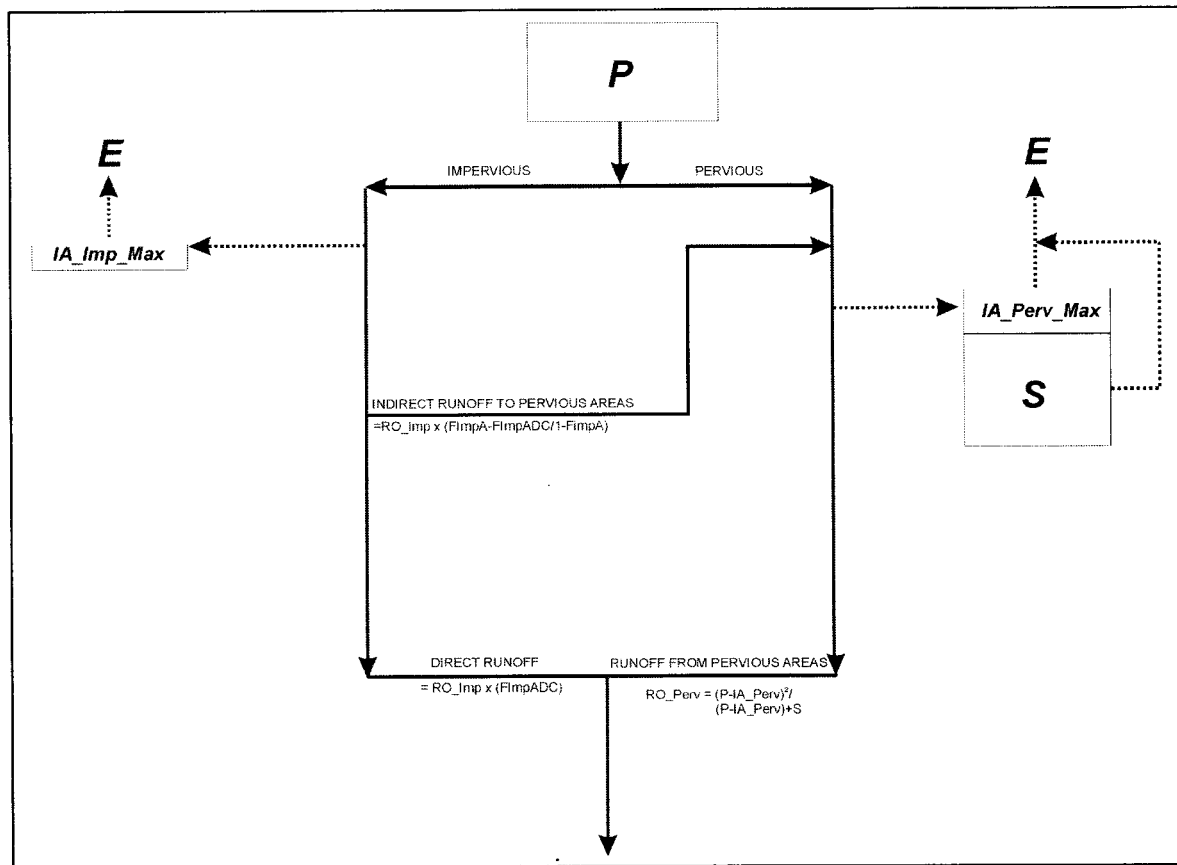 P
IMPERVIOUS PERVIOUS
E
E
IA_Imp_Max
IA_Perv_Max
S
INDIRECT RUNOFF TO PERVIOUS AREAS
=RO_Imp x (FImpA-FImpADC/1-FimpA)
DIRECT RUNOFF
= RO_Imp x (FImpADC)
RUNOFF FROM PERVIOUS AREAS
RO_Perv = (P-IA_Perv)²/
(P-IA_Perv)+S